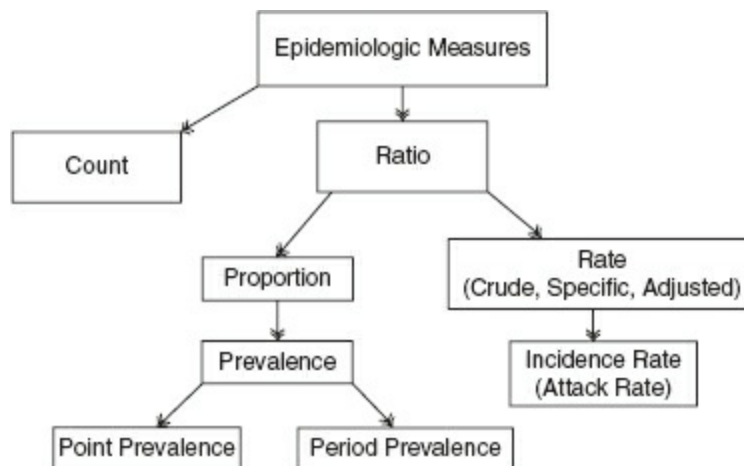 Epidemiologic Measures
Count
Ratio
Proportion
Rate
(Crude, Specific, Adjusted)
Prevalence
Incidence Rate
(Attack Rate)
Point Prevalence
Period Prevalence